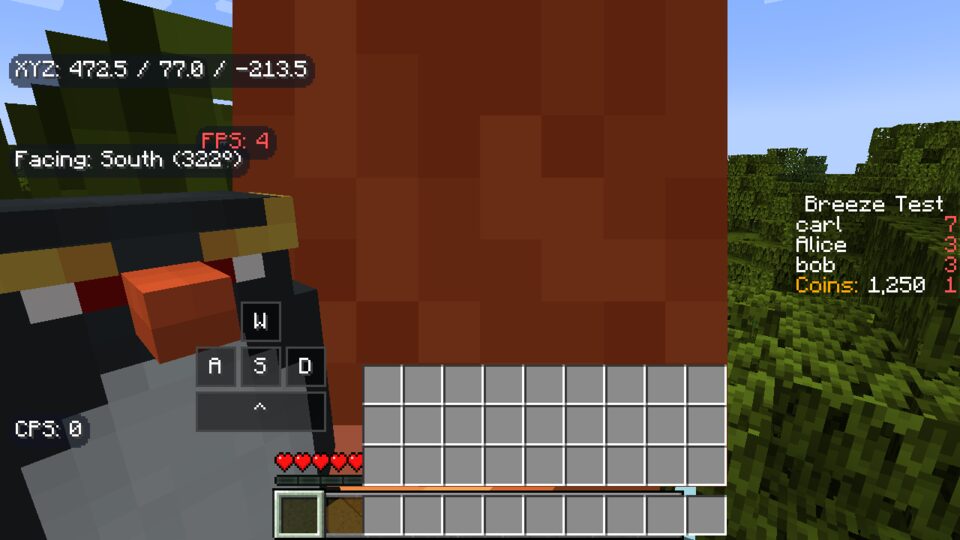 XYZ: 472.5 / 77.0 / -213.5
FPS: 4
Facing: South (322°)
Breeze Test
carl 7
Alice 3
bob 3
Coins: 1,250 1
W
A S D
^
CPS: 0